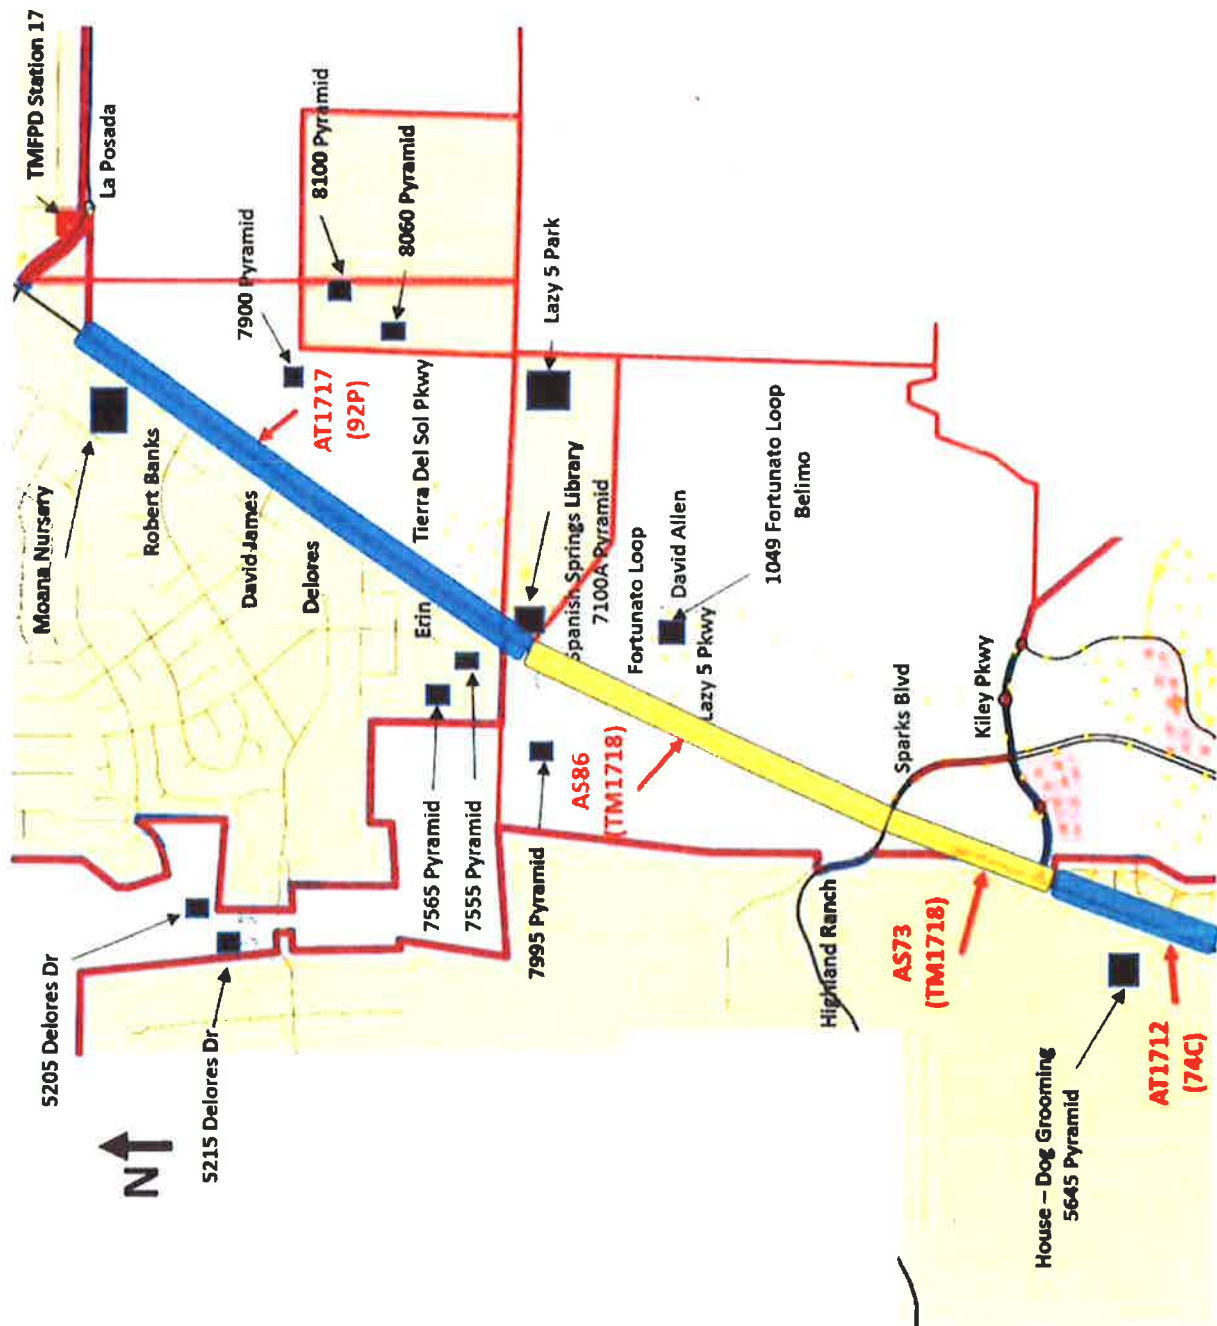 TMFPD Station 17
La Posada
8100 Pyramid
7900 Pyramid
8060 Pyramid
Lazy 5 Park
AT1717
(92P)
Moana Nursery
Robert Banks
David James
Delores
Tierra Del Sol Pkwy
Erin
Spanish Springs Library
7100A Pyramid
Fortunato Loop
David Allen
1049 Fortunato Loop
Belimo
Lazy 5 Pkwy
7565 Pyramid
7555 Pyramid
7995 Pyramid
AS86
(TM1718)
Sparks Blvd
Kiley Pkwy
5205 Delores Dr
5215 Delores Dr
N
Highland Ranch
AS73
(TM1718)
House – Dog Grooming
5645 Pyramid
AT1712
(74C)